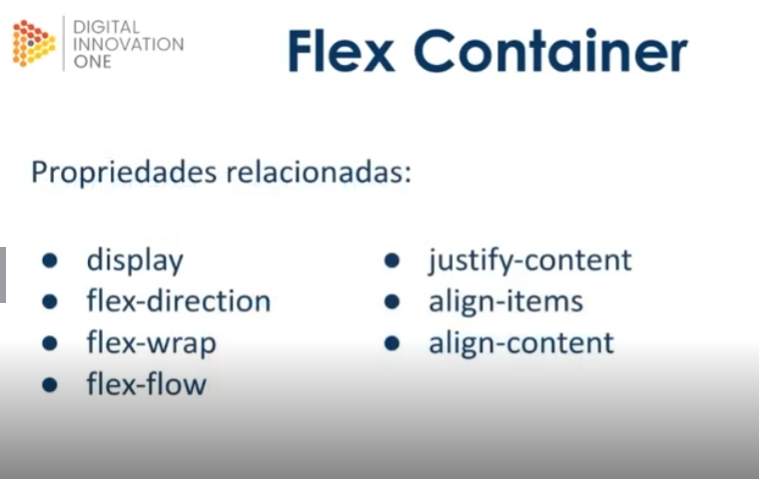 DIGITAL
INNOVATION
ONE
Flex Container
Propriedades relacionadas:
● display
● flex-direction
● flex-wrap
● flex-flow
● justify-content
● align-items
● align-content